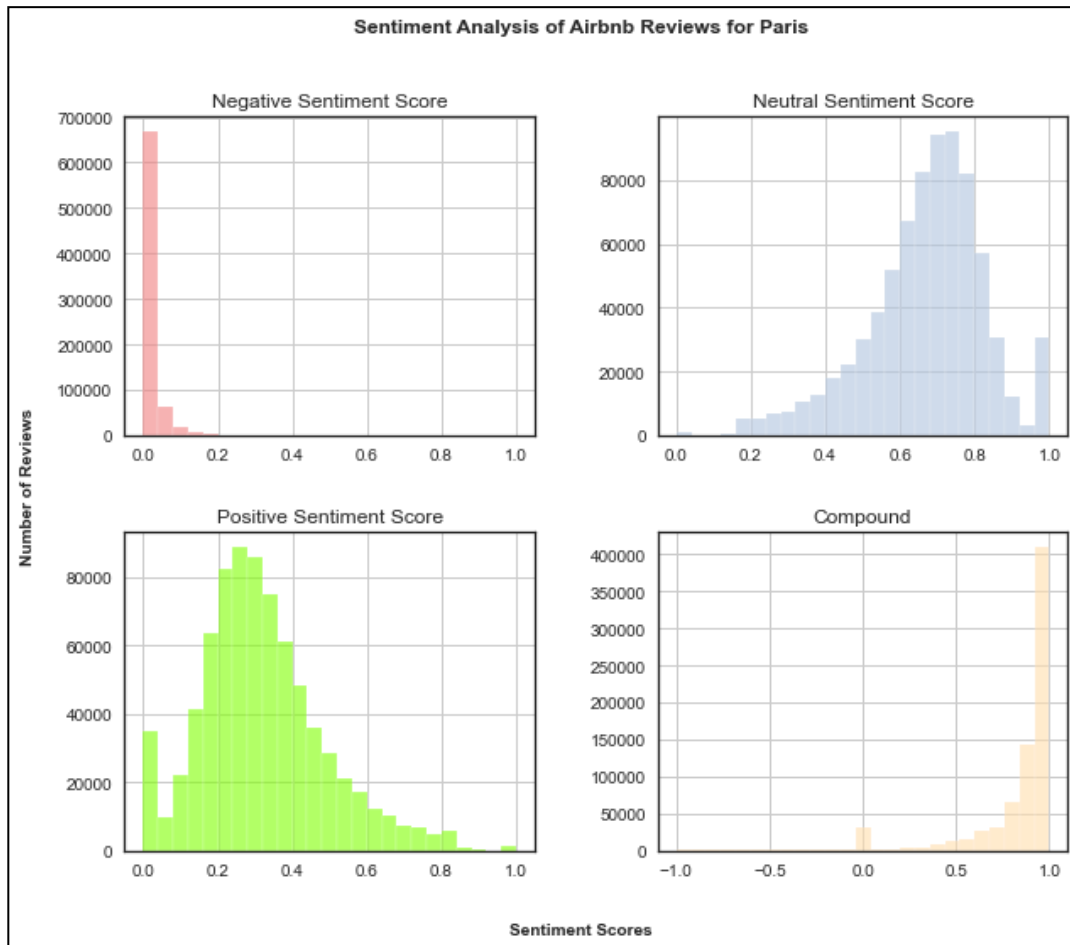 Sentiment Analysis of Airbnb Reviews for Paris
Negative Sentiment Score
700000
600000
500000
400000
300000
200000
100000
0
0.0 0.2 0.4 0.6 0.8 1.0
Neutral Sentiment Score
80000
60000
40000
20000
0
0.0 0.2 0.4 0.6 0.8 1.0
Number of Reviews
Positive Sentiment Score
80000
60000
40000
20000
0
0.0 0.2 0.4 0.6 0.8 1.0
Compound
400000
350000
300000
250000
200000
150000
100000
50000
0
−1.0 −0.5 0.0 0.5 1.0
Sentiment Scores